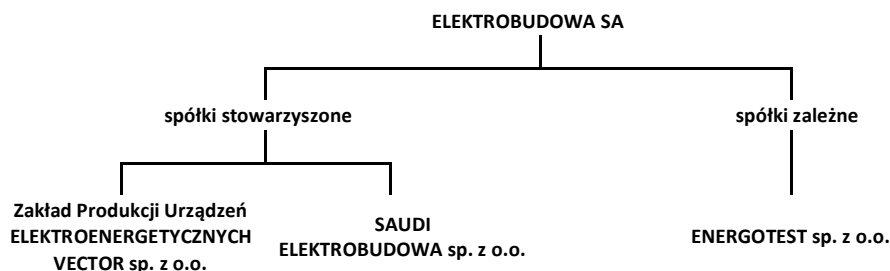 ELEKTROBUDOWA SA
spółki stowarzyszone
spółki zależne
Zakład Produkcji Urządzeń
ELEKTROENERGETYCZNYCH
VECTOR sp. z o.o.
SAUDI
ELEKTROBUDOWA sp. z o.o.
ENERGOTEST sp. z o.o.